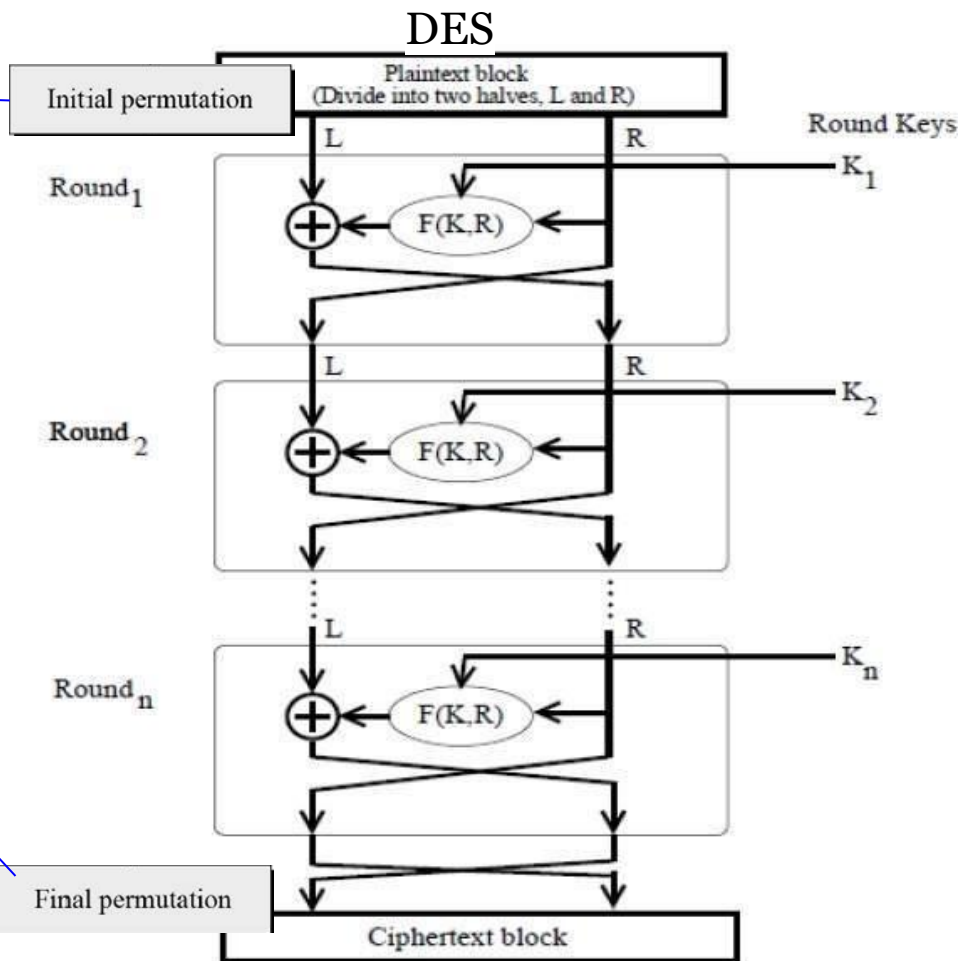 DES
Plaintext block
(Divide into two halves, L and R)
Initial permutation
Round Keys
L
R
K1
Round1
F(K,R)
L
R
K2
Round2
F(K,R)
L
R
Kn
Roundn
F(K,R)
Final permutation
Ciphertext block